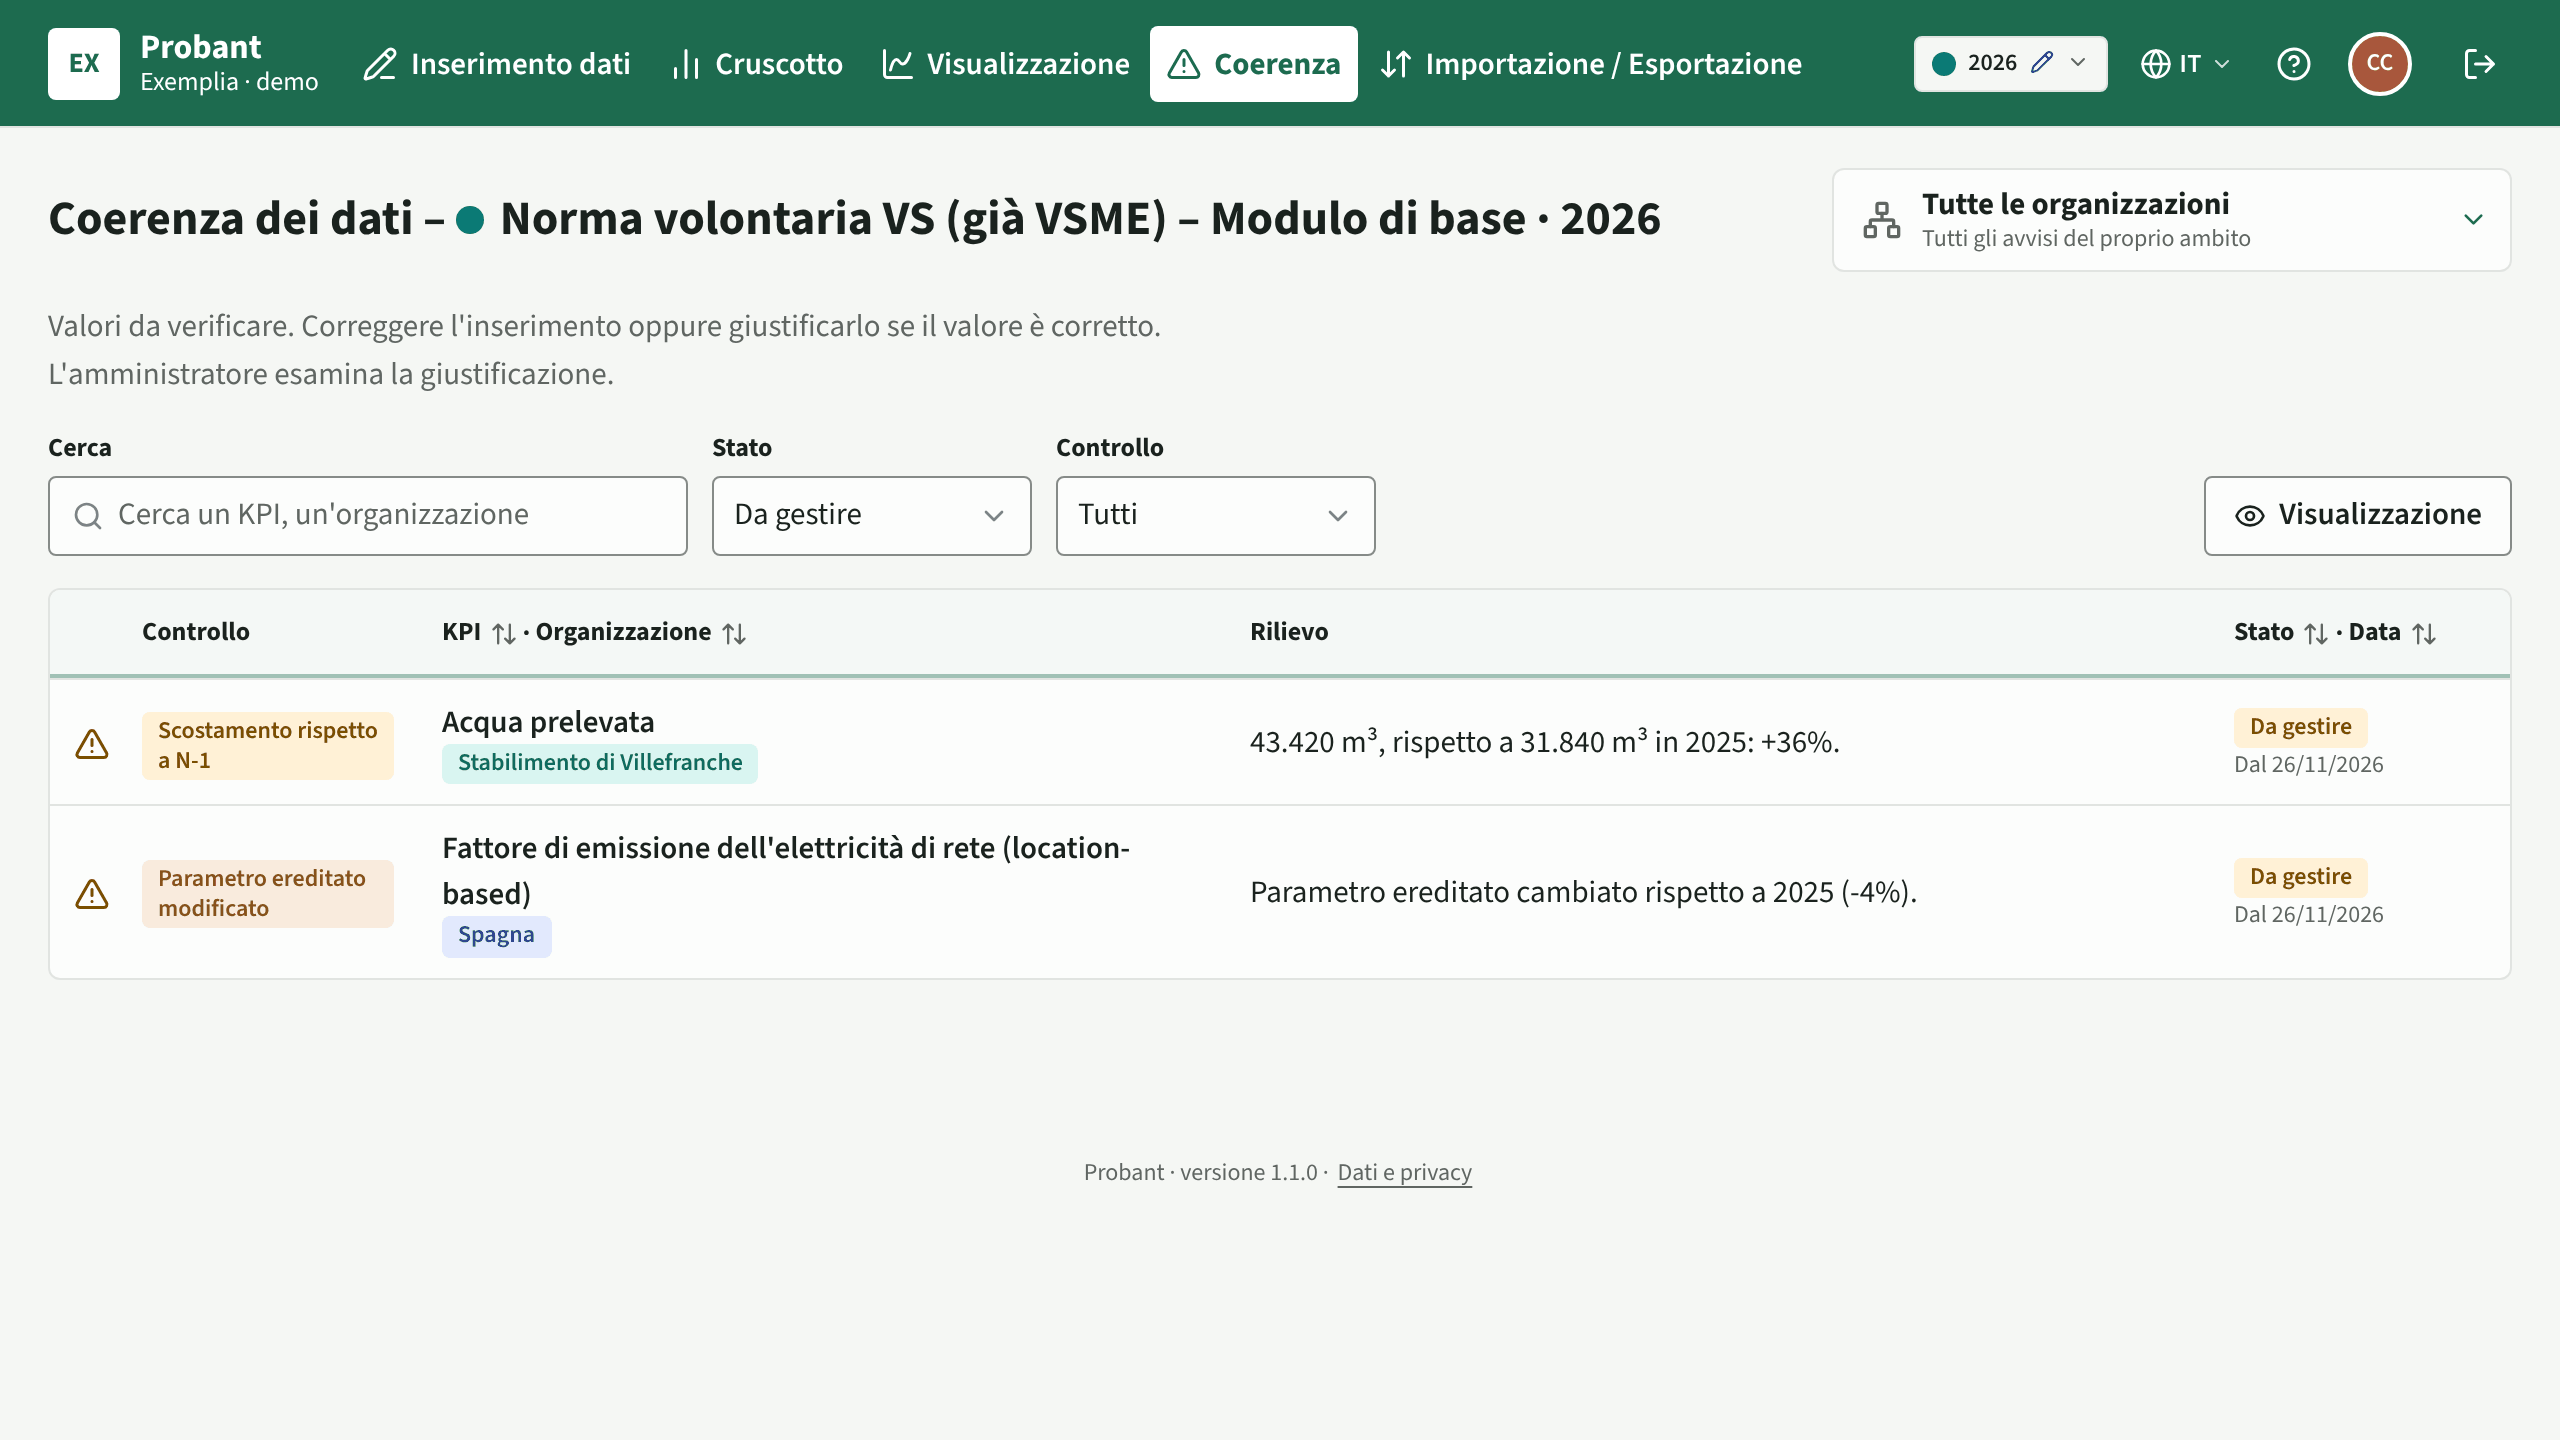 EX
Probant
Exemplia · demo
Inserimento dati
Cruscotto
Visualizzazione
Coerenza
Importazione / Esportazione
2026
IT
CC
Coerenza dei dati – Norma volontaria VS (già VSME) – Modulo di base · 2026
Tutte le organizzazioni
Tutti gli avvisi del proprio ambito
Valori da verificare. Correggere l'inserimento oppure giustificarlo se il valore è corretto.
L'amministratore esamina la giustificazione.
Cerca
Stato
Controllo
Cerca un KPI, un'organizzazione
Da gestire
Tutti
Visualizzazione
Controllo
KPI · Organizzazione
Rilievo
Stato · Data
Scostamento rispetto
a N-1
Acqua prelevata
Stabilimento di Villefranche
43.420 m³, rispetto a 31.840 m³ in 2025: +36%.
Da gestire
Dal 26/11/2026
Parametro ereditato
modificato
Fattore di emissione dell'elettricità di rete (location-
based)
Spagna
Parametro ereditato cambiato rispetto a 2025 (-4%).
Da gestire
Dal 26/11/2026
Probant · versione 1.1.0 · Dati e privacy